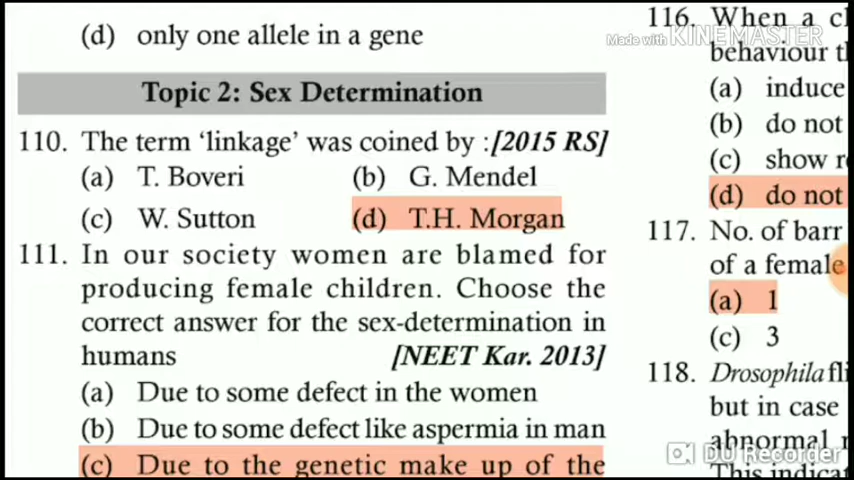 (d) only one allele in a gene
Topic 2: Sex Determination
110. The term ‘linkage’ was coined by :[2015 RS]
(a) T. Boveri (b) G. Mendel
(c) W. Sutton (d) T.H. Morgan
111. In our society women are blamed for
producing female children. Choose the
correct answer for the sex-determination in
humans [NEET Kar. 2013]
(a) Due to some defect in the women
(b) Due to some defect like aspermia in man
(c) Due to the genetic make up of the
116. When a
behaviour
(a) induce
(b) do not
(c) show
(d) do not
117. No. of barr
of a female
(a) 1
(c) 3
118. Drosophila
but in case
abnormal
This
Made with KINEMASTER
DU Recorder